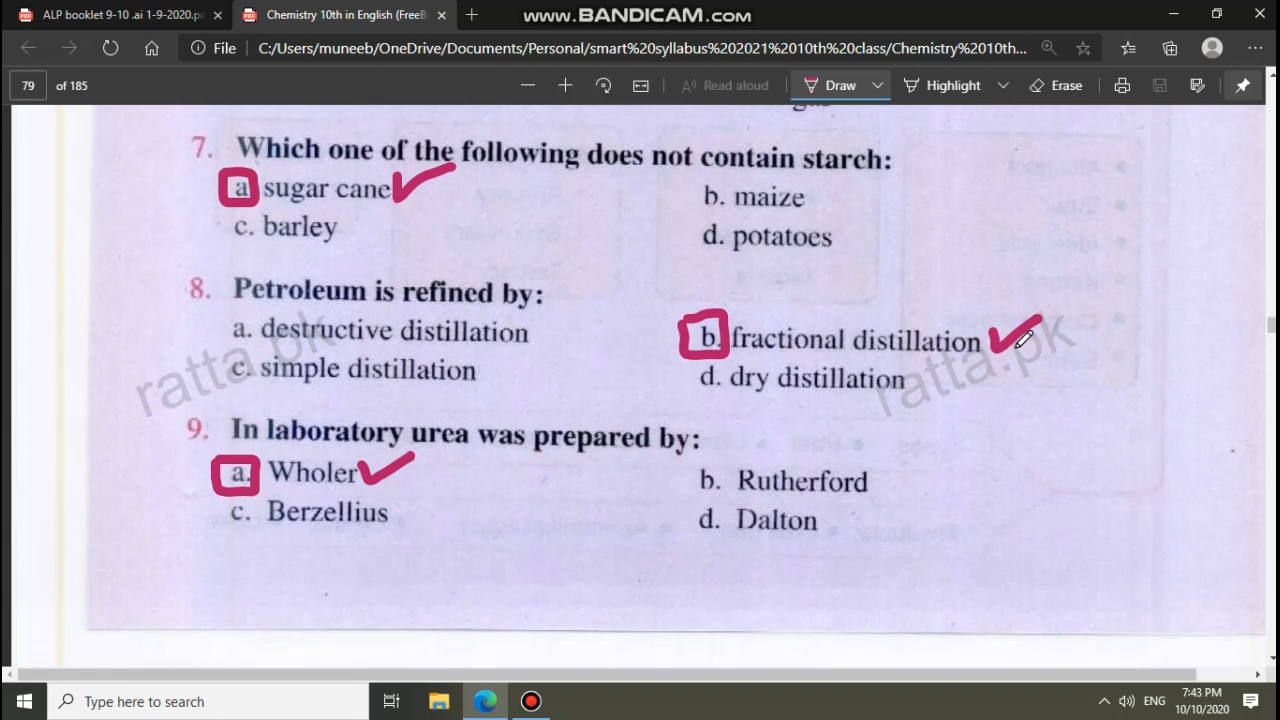 ALP booklet 9-10 .ai 1-9-2020.p
Chemistry 10th in English (FreeB
www.BANDICAM.com
File
C:/Users/muneeb/OneDrive/Documents/Personal/smart%20syllabus%202021%2010th%20class/Chemistry%2010th...
79 of 185
Read aloud
Draw
Highlight
Erase
7. Which one of the following does not contain starch:
a sugar cane
b. maize
c. barley
d. potatoes
8. Petroleum is refined by:
a. destructive distillation
b. fractional distillation
c. simple distillation
d. dry distillation
ratta.pk
ratta.pk
9. In laboratory urea was prepared by:
a. Wholer
b. Rutherford
c. Berzellius
d. Dalton
Type here to search
ENG
7:43 PM
10/10/2020